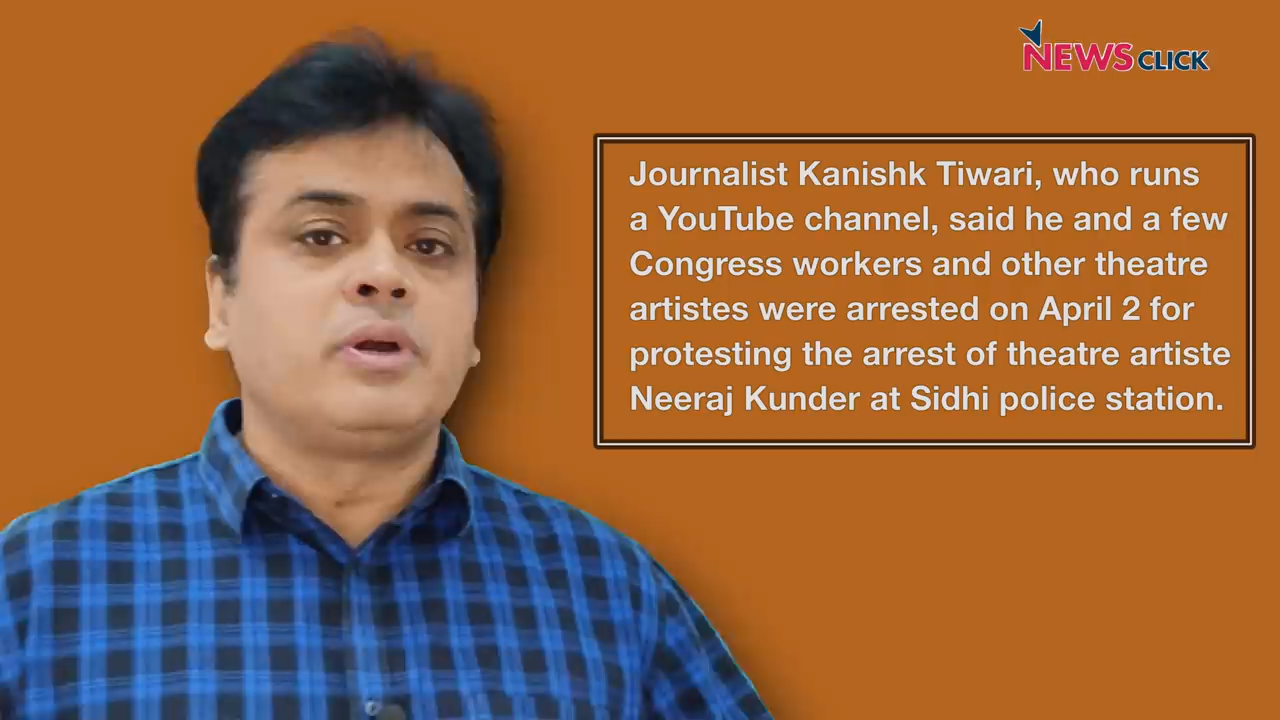 NEWSCLICK
Journalist Kanishk Tiwari, who runs
a YouTube channel, said he and a few
Congress workers and other theatre
artistes were arrested on April 2 for
protesting the arrest of theatre artiste
Neeraj Kunder at Sidhi police station.